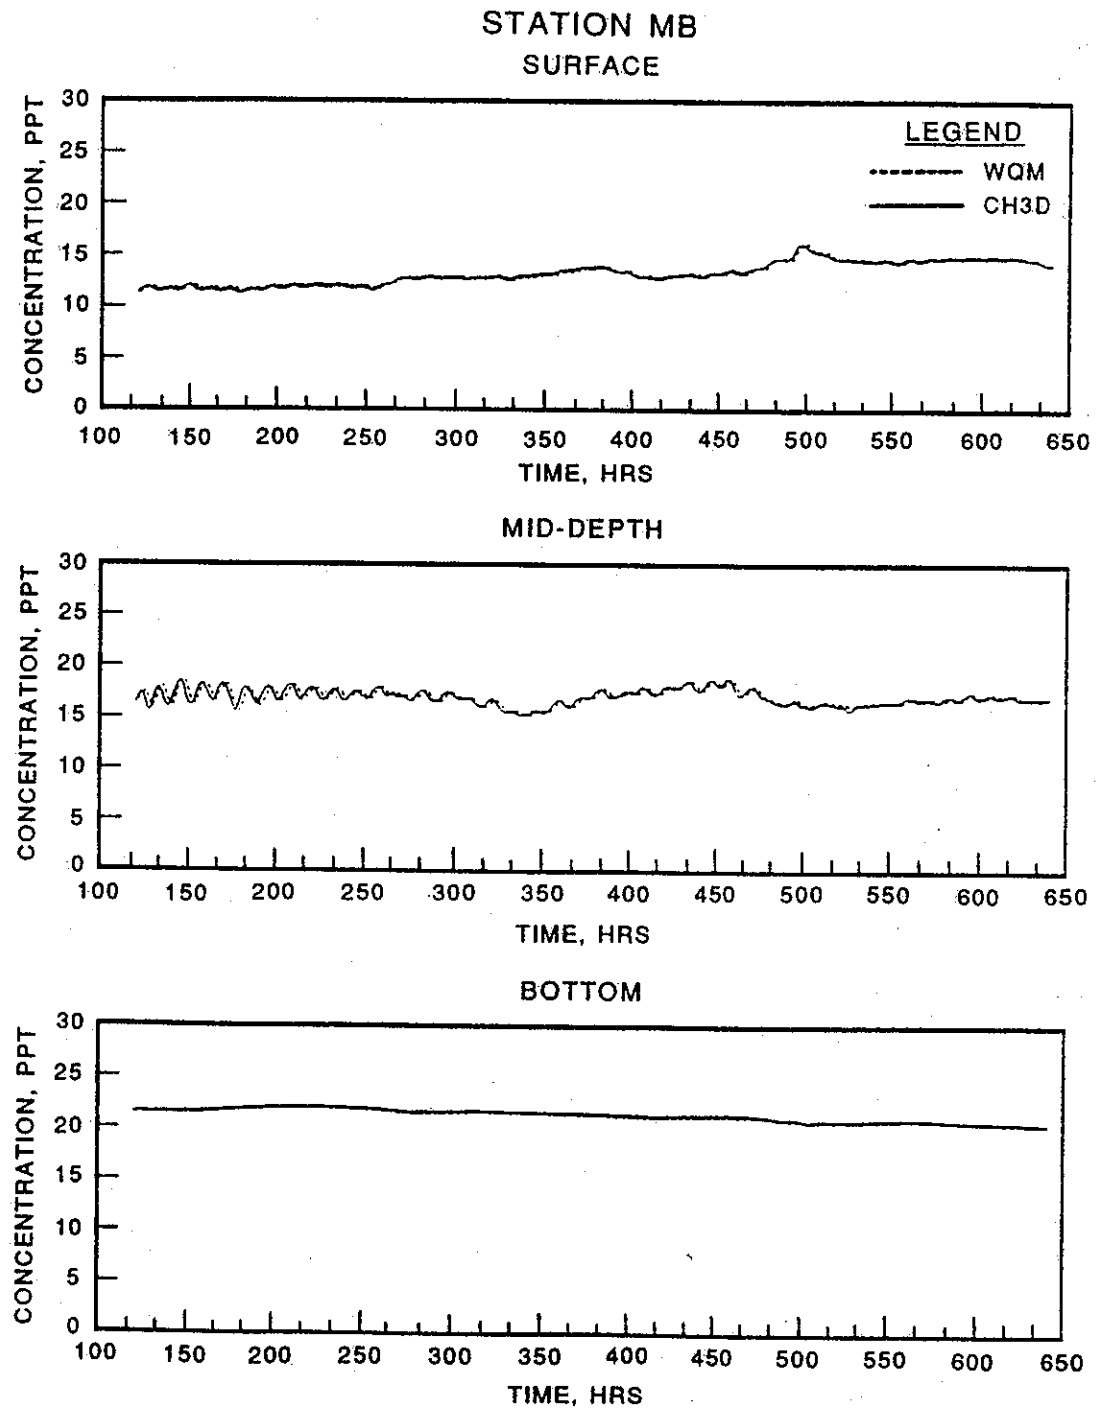 STATION MB
SURFACE
CONCENTRATION, PPT
30
25
20
15
10
5
0
LEGEND
WQM
CH3D
100 150 200 250 300 350 400 450 500 550 600 650
TIME, HRS
MID-DEPTH
CONCENTRATION, PPT
30
25
20
15
10
5
0
100 150 200 250 300 350 400 450 500 550 600 650
TIME, HRS
BOTTOM
CONCENTRATION, PPT
30
25
20
15
10
5
0
100 150 200 250 300 350 400 450 500 550 600 650
TIME, HRS